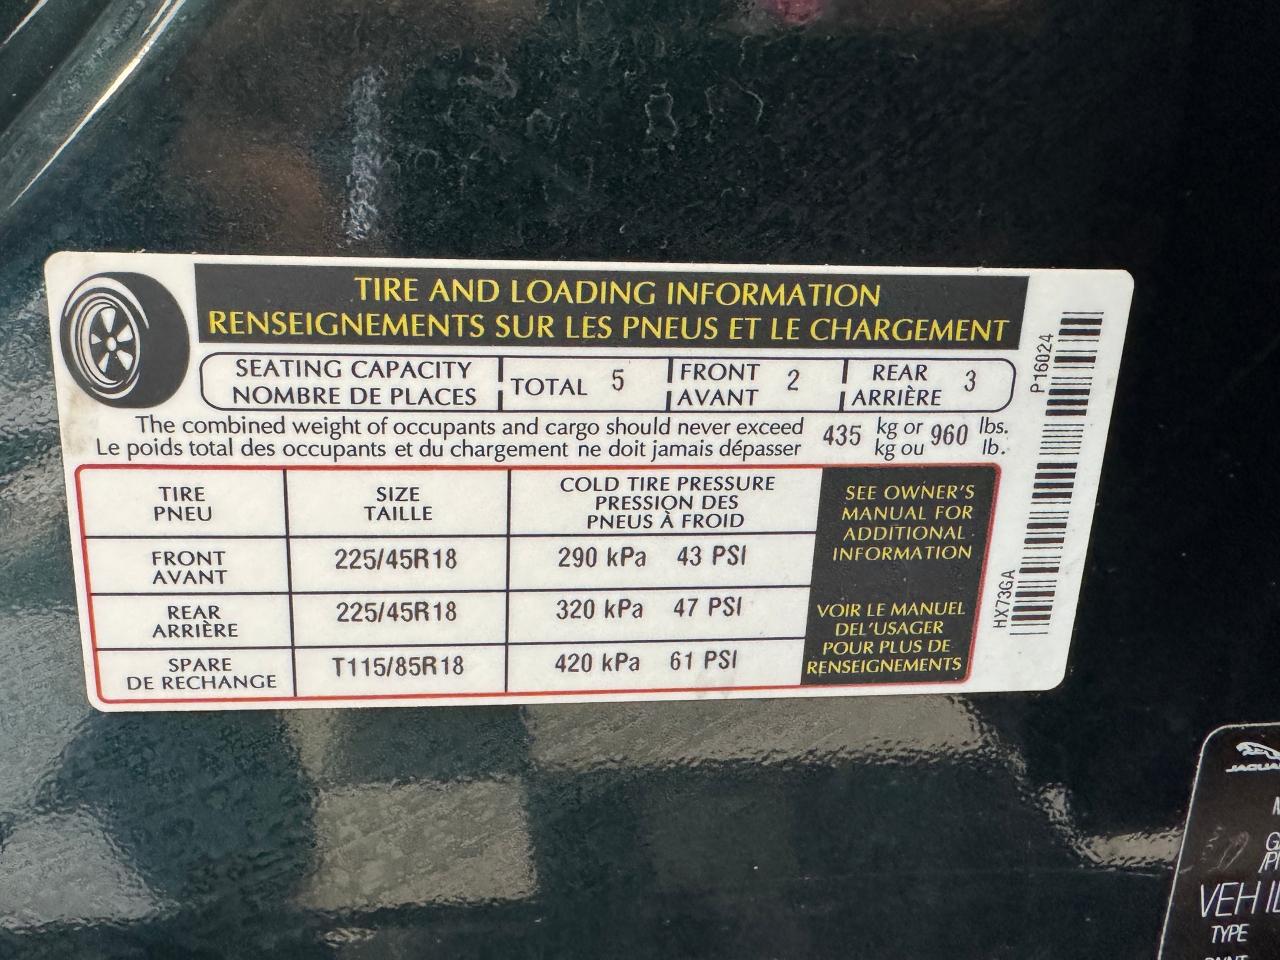 TIRE AND LOADING INFORMATION
RENSEIGNEMENTS SUR LES PNEUS ET LE CHARGEMENT
SEATING CAPACITY
NOMBRE DE PLACES
TOTAL 5
FRONT
AVANT
2
REAR
ARRIÈRE
3
The combined weight of occupants and cargo should never exceed 435 kg or 960 lbs.
Le poids total des occupants et du chargement ne doit jamais dépasser kg ou lb.
TIRE
PNEU
SIZE
TAILLE
COLD TIRE PRESSURE
PRESSION DES
PNEUS À FROID
FRONT
AVANT
225/45R18
290 kPa 43 PSI
REAR
ARRIÈRE
225/45R18
320 kPa 47 PSI
SPARE
DE RECHANGE
T115/85R18
420 kPa 61 PSI
SEE OWNER'S
MANUAL FOR
ADDITIONAL
INFORMATION
VOIR LE MANUEL
DEL'USAGER
POUR PLUS DE
RENSEIGNEMENTS
P16024
HX73GA
TYPE